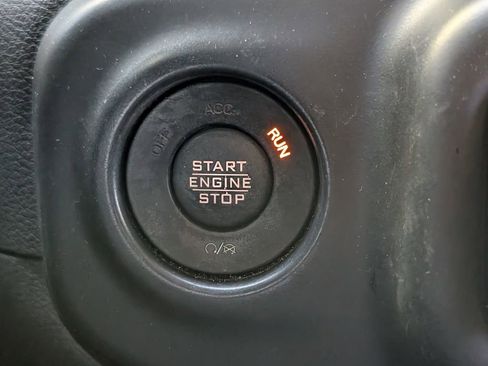 OFF
ACC
RUN
START
ENGINE
STOP